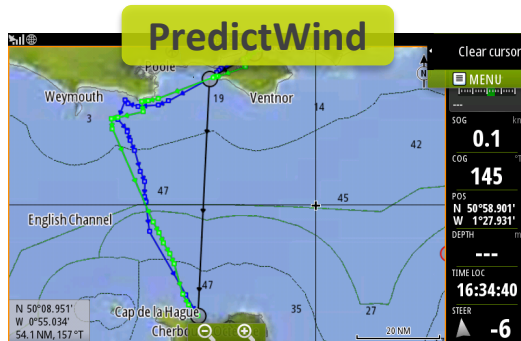 PredictWind
Clear cursor
MENU
Poole
Weymouth
Ventnor
19
14
3
42
47
45
English Channel
47
Cap de la Hague
Cherbo
35
27
20 NM
N
T
N 50°08.951'
W 0°55.034'
54.1 NM, 157 °T
---
SOG kn
0.1
COG °T
145
POS
N 50°58.901'
W 1°27.931'
DEPTH m
---
TIME LOC
16:34:40
STEER
-6